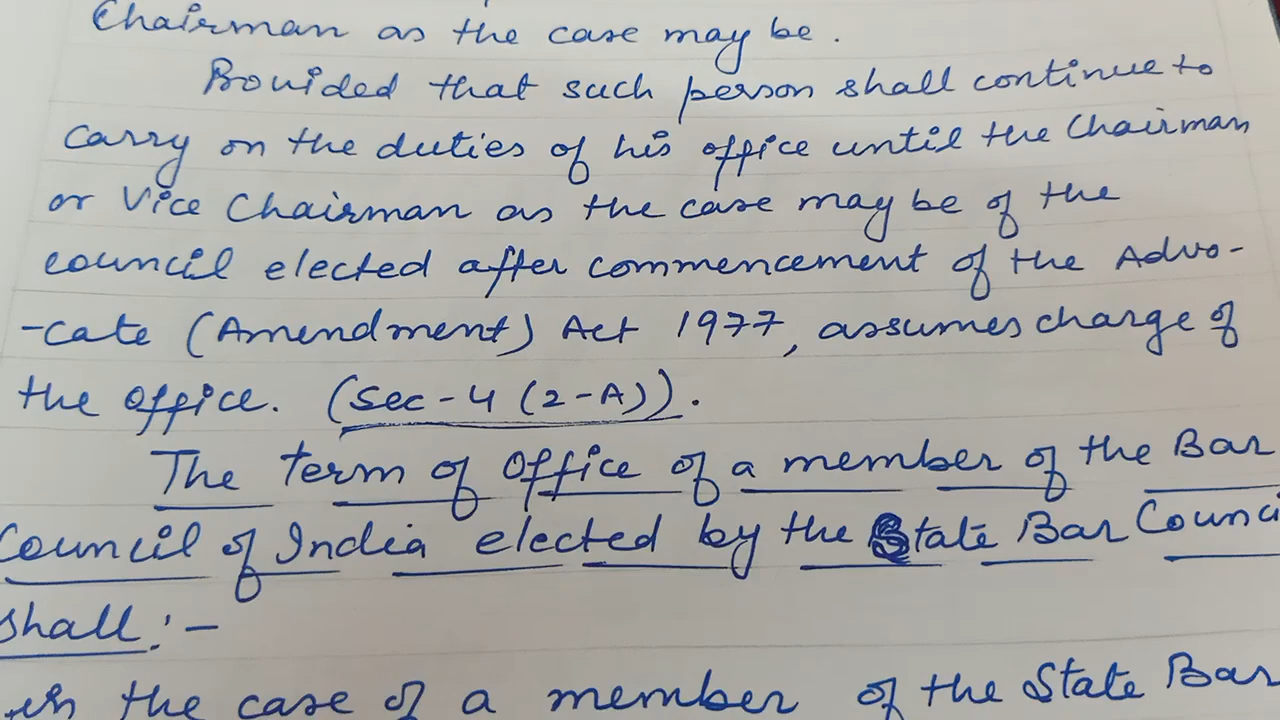 Chairman as the case may be.
Provided that such person shall continue to
carry on the duties of his office until the Chairman
or Vice Chairman as the case may be of the
council elected after commencement of the Advo-
-cate (Amendment) Act 1977, assumes charge of
the office. (Sec-4 (2-A)).
The term of Office of a member of the Bar
Council of India elected by the State Bar Counci
shall:-
the case of a member of the State Bar